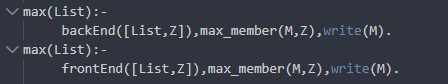 max(List):-
backEnd([List,Z]),max_member(M,Z),write(M).
max(List):-
frontEnd([List,Z]),max_member(M,Z),write(M).